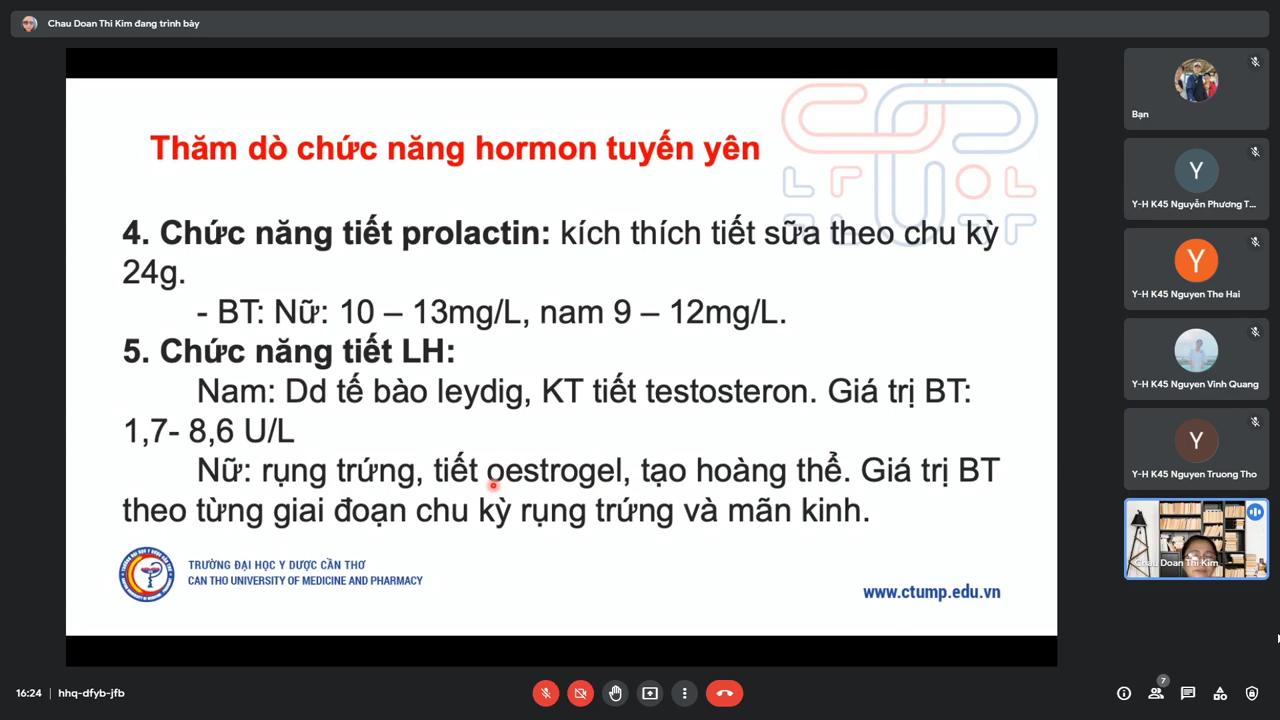 Chau Doan Thi Kim đang trình bày
Thăm dò chức năng hormon tuyến yên
4. Chức năng tiết prolactin: kích thích tiết sữa theo chu kỳ
24g.
- BT: Nữ: 10 – 13mg/L, nam 9 – 12mg/L.
5. Chức năng tiết LH:
Nam: Dd tế bào leydig, KT tiết testosteron. Giá trị BT:
1,7- 8,6 U/L
Nữ: rụng trứng, tiết oestrogel, tạo hoàng thể. Giá trị BT
theo từng giai đoạn chu kỳ rụng trứng và mãn kinh.
TRƯỜNG ĐẠI HỌC Y DƯỢC CẦN THƠ
CAN THO UNIVERSITY OF MEDICINE AND PHARMACY
www.ctump.edu.vn
Bạn
Y
Y-H K45 Nguyễn Phương T...
Y
Y-H K45 Nguyen The Hai
Y-H K45 Nguyen Vinh Quang
Y
Y-H K45 Nguyen Truong Tho
Chau Doan Thi Kim
16:24 | hhq-dfyb-jfb
7